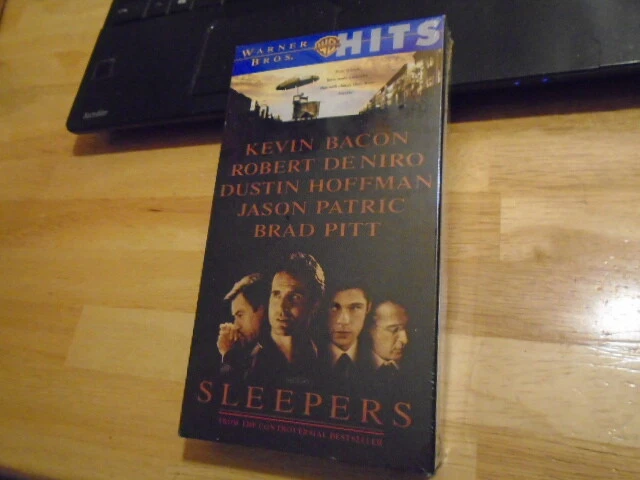 WARNER
BROS.
WB
HITS
KEVIN BACON
ROBERT DE NIRO
DUSTIN HOFFMAN
JASON PATRIC
BRAD PITT
SLEEPERS
FROM THE CONTROVERSIAL BESTSELLER